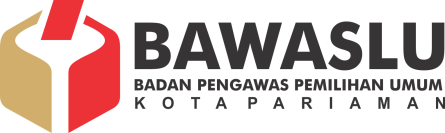 BAWASLU
BADAN PENGAWAS PEMILIHAN UMUM
KOTA PARIAMAN